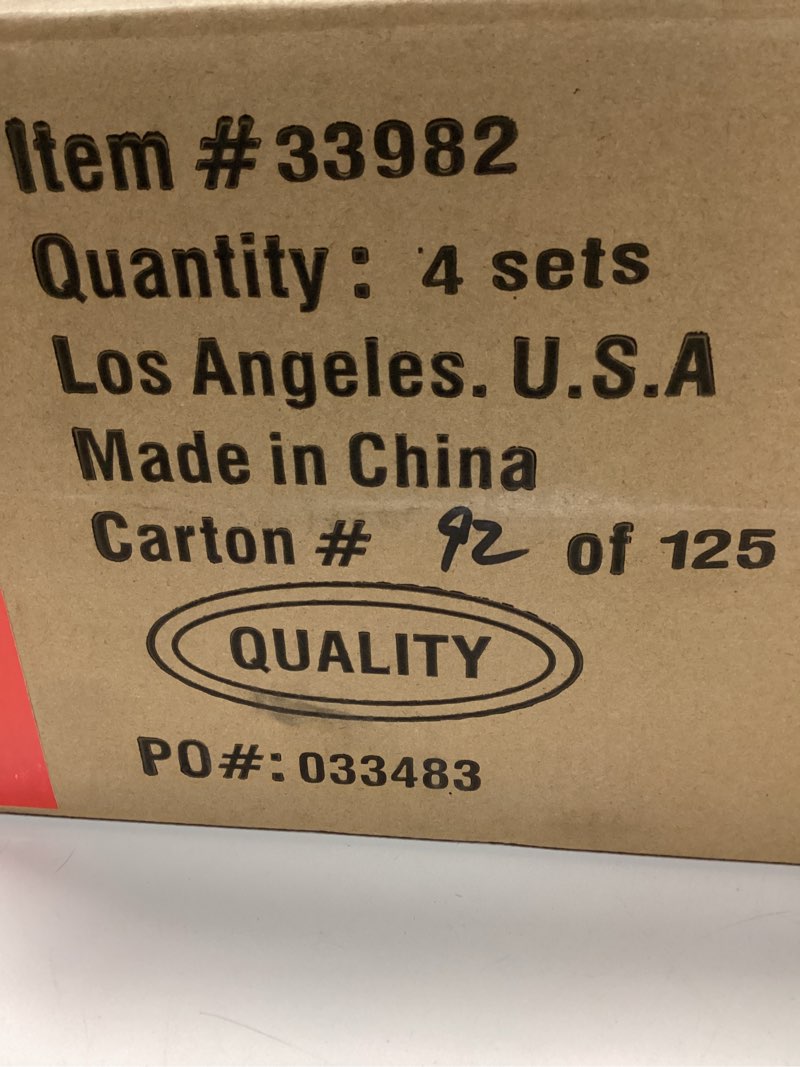 Item #33982
Quantity: 4 sets
Los Angeles. U.S.A
Made in China
Carton # 92 of 125
QUALITY
PO#: 033483